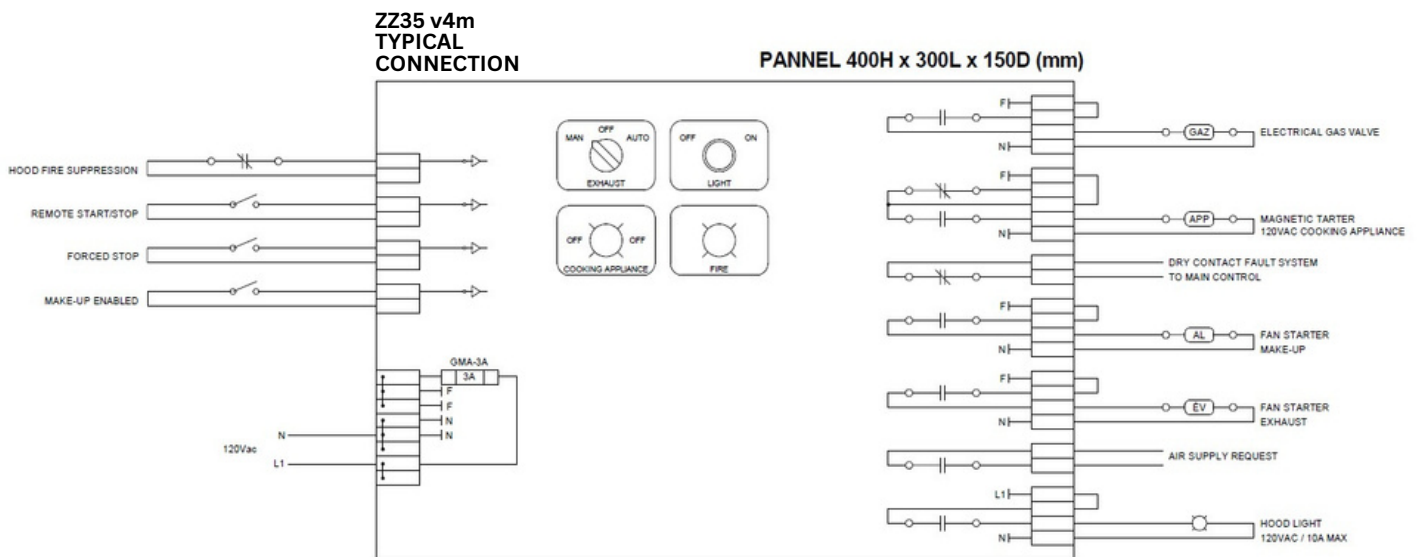 ZZ35 v4m
TYPICAL
CONNECTION
PANNEL 400H x 300L x 150D (mm)
HOOD FIRE SUPPRESSION
REMOTE START/STOP
FORCED STOP
MAKE-UP ENABLED
MAN
OFF
AUTO
EXHAUST
OFF
ON
LIGHT
OFF
OFF
COOKING APPLIANCE
FIRE
GMA-3A
3A
F
F
N
N
N
120Vac
L1
F
GAZ
ELECTRICAL GAS VALVE
N
F
APP
MAGNETIC TARTER
120VAC COOKING APPLIANCE
N
DRY CONTACT FAULT SYSTEM
TO MAIN CONTROL
F
AL
FAN STARTER
MAKE-UP
N
F
ÉV
FAN STARTER
EXHAUST
N
AIR SUPPLY REQUEST
L1
HOOD LIGHT
120VAC / 10A MAX
N